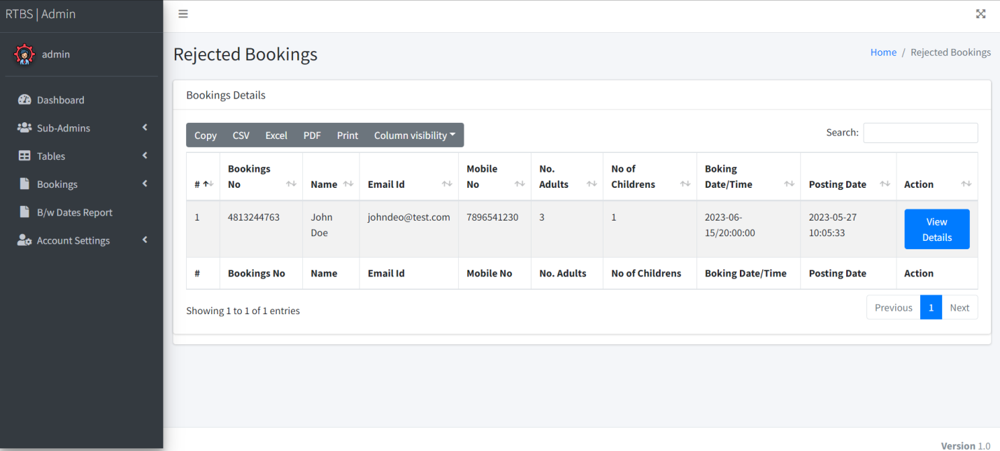 RTBS | Admin
admin
Dashboard
Sub-Admins
Tables
Bookings
B/w Dates Report
Account Settings
Rejected Bookings
Home / Rejected Bookings
Bookings Details
Copy CSV Excel PDF Print Column visibility
Search:
# Bookings No Name Email Id Mobile No No. Adults No of Childrens Boking Date/Time Posting Date Action
1 4813244763 John Doe johndeo@test.com 7896541230 3 1 2023-06-15/20:00:00 2023-05-27 10:05:33 View Details
# Bookings No Name Email Id Mobile No No. Adults No of Childrens Boking Date/Time Posting Date Action
Showing 1 to 1 of 1 entries
Previous 1 Next
Version 1.0